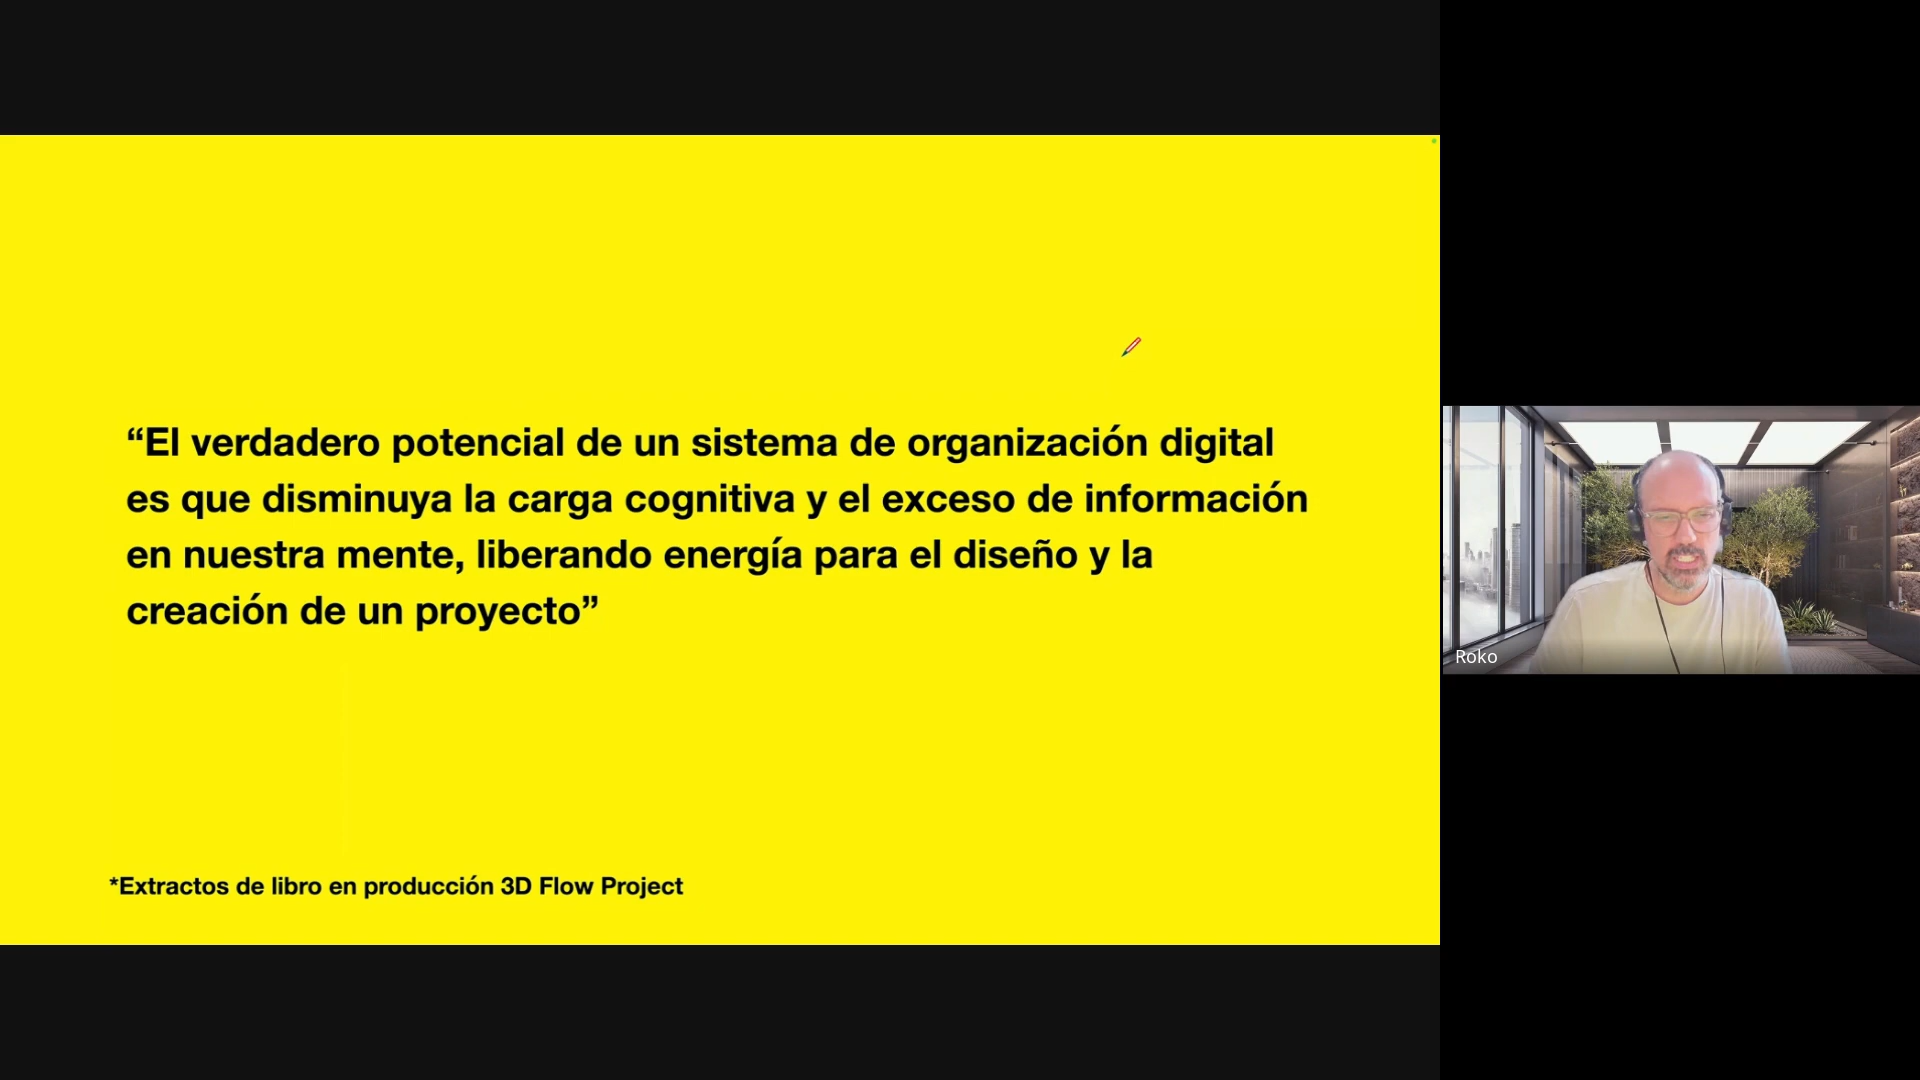 “El verdadero potencial de un sistema de organización digital
es que disminuya la carga cognitiva y el exceso de información
en nuestra mente, liberando energía para el diseño y la
creación de un proyecto”
*Extractos de libro en producción 3D Flow Project
Roko